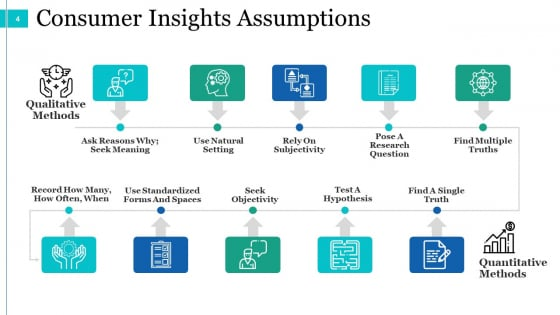 4
Consumer Insights Assumptions
Qualitative
Methods
Ask Reasons Why;
Seek Meaning
Use Natural
Setting
Rely On
Subjectivity
Pose A
Research
Question
Find Multiple
Truths
Record How Many,
How Often, When
Use Standardized
Forms And Spaces
Seek
Objectivity
Test A
Hypothesis
Find A Single
Truth
Quantitative
Methods